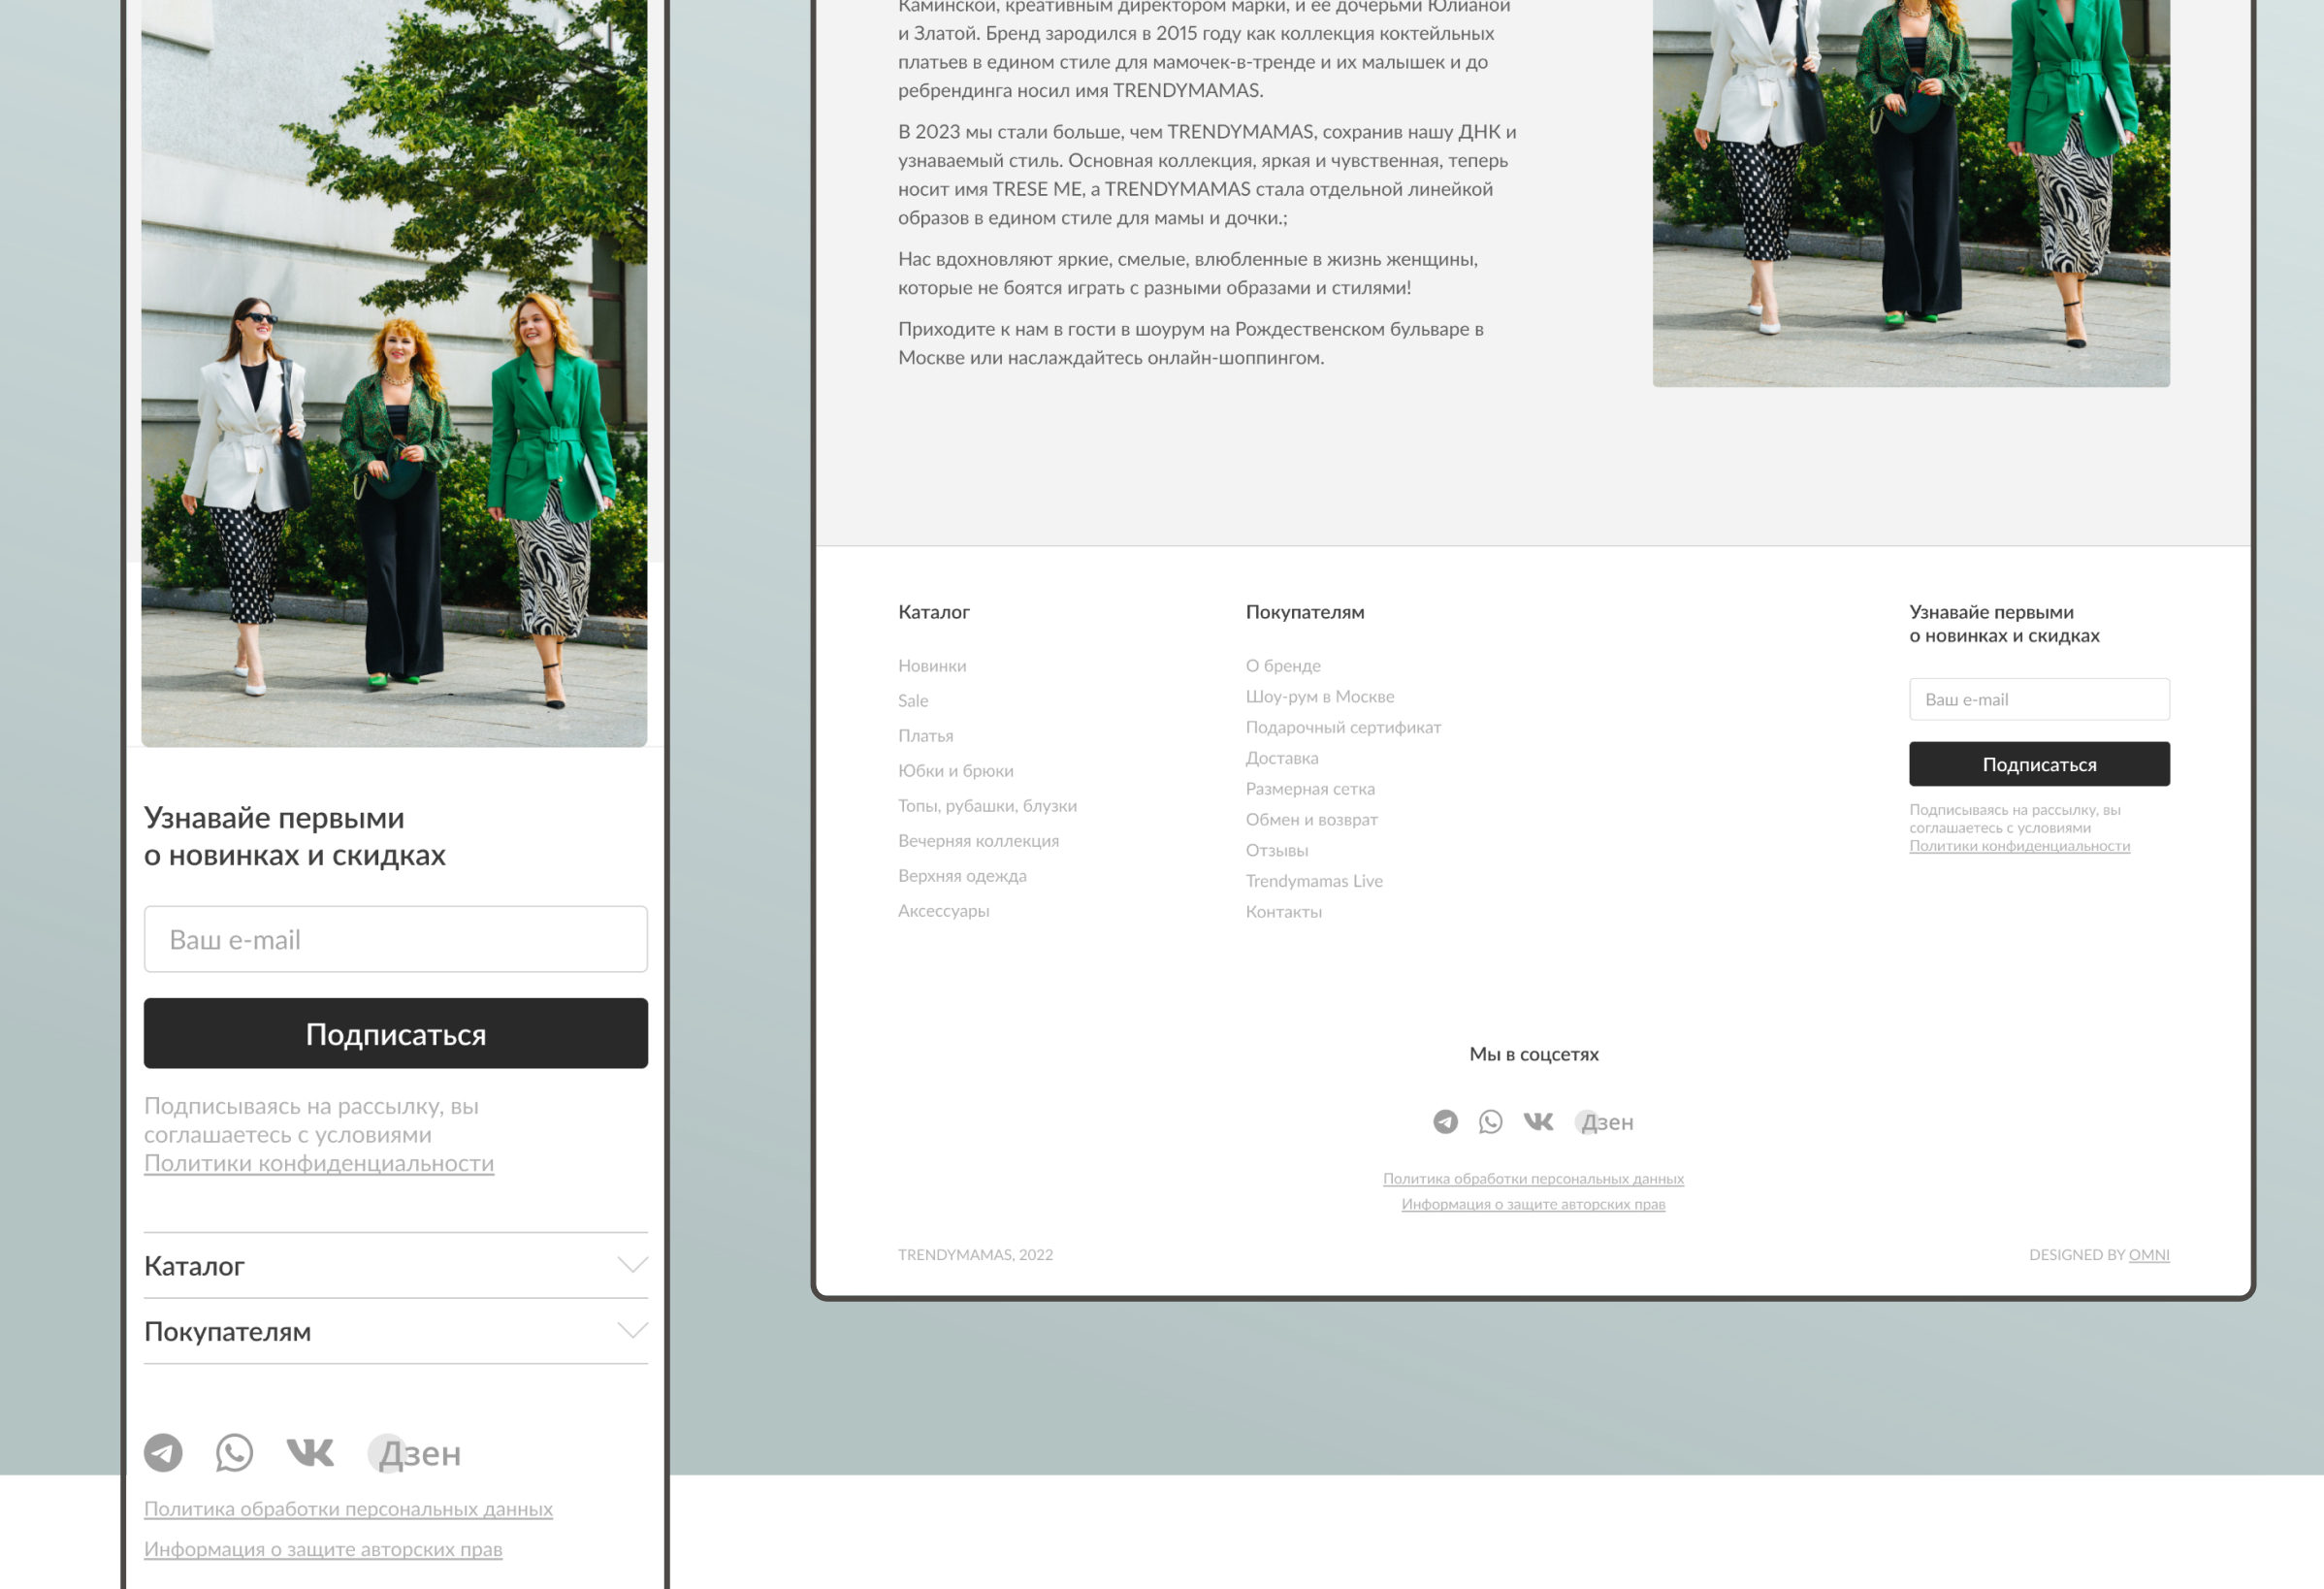 Узнавайе первыми
о новинках и скидках
Ваш e-mail
Подписаться
Подписываясь на рассылку, вы
соглашаетесь с условиями
Политики конфиденциальности
Каталог
Покупателям
Дзен
Политика обработки персональных данных
Информация о защите авторских прав
Каминской, креативным директором марки, и ее дочерьми Юлианой
и Златой. Бренд зародился в 2015 году как коллекция коктейльных
платьев в едином стиле для мамочек-в-тренде и их малышек и до
ребрендинга носил имя TRENDYMAMAS.
В 2023 мы стали больше, чем TRENDYMAMAS, сохранив нашу ДНК и
узнаваемый стиль. Основная коллекция, яркая и чувственная, теперь
носит имя TRESE ME, а TRENDYMAMAS стала отдельной линейкой
образов в едином стиле для мамы и дочки.;
Нас вдохновляют яркие, смелые, влюбленные в жизнь женщины,
которые не боятся играть с разными образами и стилями!
Приходите к нам в гости в шоурум на Рождественском бульваре в
Москве или наслаждайтесь онлайн-шоппингом.
Каталог
Новинки
Sale
Платья
Юбки и брюки
Топы, рубашки, блузки
Вечерняя коллекция
Верхняя одежда
Аксессуары
Покупателям
О бренде
Шоу-рум в Москве
Подарочный сертификат
Доставка
Размерная сетка
Обмен и возврат
Отзывы
Trendymamas Live
Контакты
Узнавайе первыми
о новинках и скидках
Ваш e-mail
Подписаться
Подписываясь на рассылку, вы
соглашаетесь с условиями
Политики конфиденциальности
Мы в соцсетях
Дзен
Политика обработки персональных данных
Информация о защите авторских прав
TRENDYMAMAS, 2022
DESIGNED BY OMNI